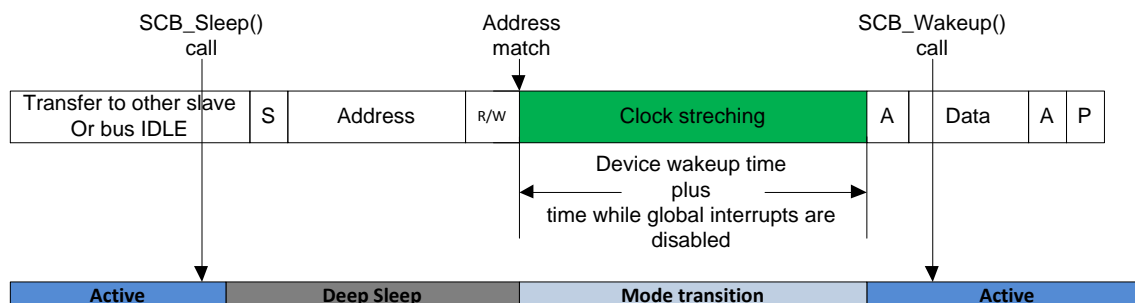 SCB_Sleep()
call
Address
match
SCB_Wakeup()
call
Transfer to other slave
Or bus IDLE
S
Address
R/W
Clock streching
A
Data
A
P
Device wakeup time
plus
time while global interrupts are
disabled
Active
Deep Sleep
Mode transition
Active